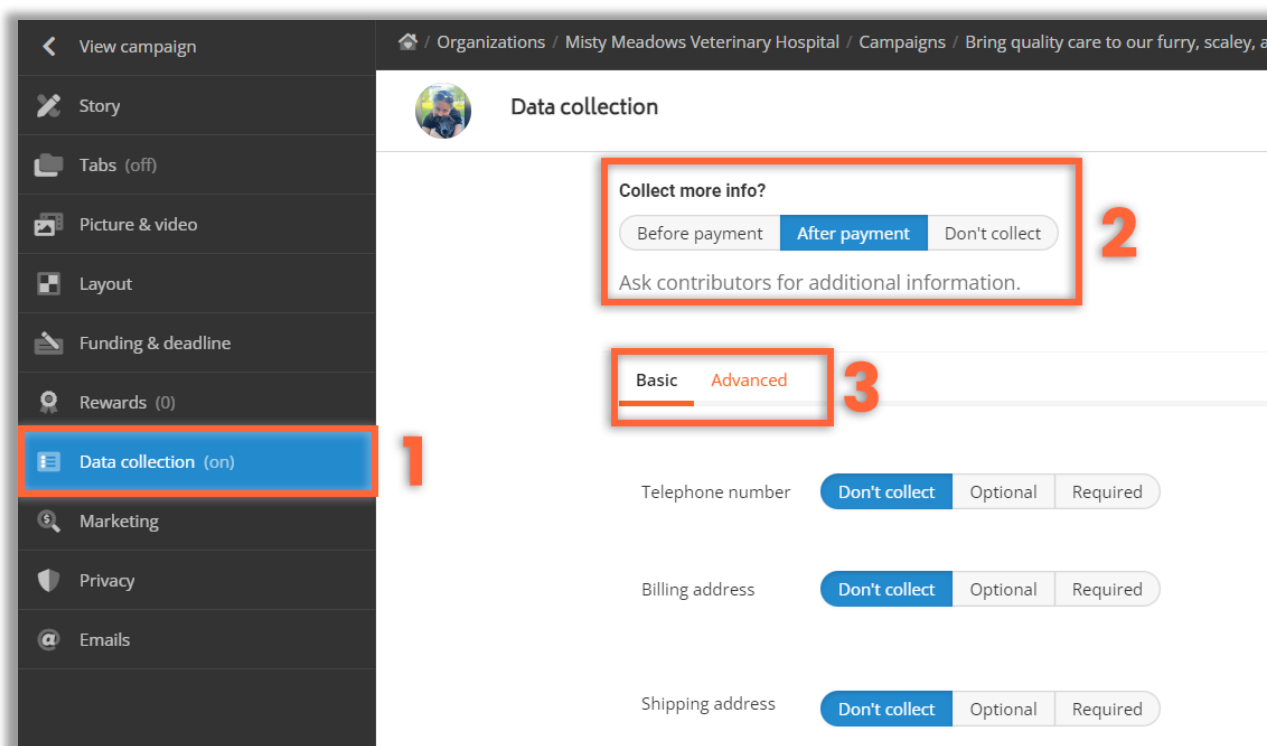 View campaign
Story
Tabs (off)
Picture & video
Layout
Funding & deadline
Rewards (0)
Data collection (on)
1
Marketing
Privacy
Emails
/ Organizations / Misty Meadows Veterinary Hospital / Campaigns / Bring quality care to our furry, scaley, a
Data collection
Collect more info?
Before payment After payment Don't collect
Ask contributors for additional information.
2
Basic Advanced
3
Telephone number Don't collect Optional Required
Billing address Don't collect Optional Required
Shipping address Don't collect Optional Required